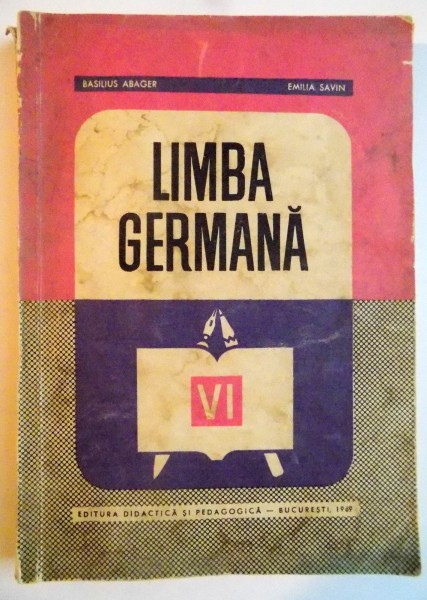 BASILIUS ABAGER EMILIA SAVIN
LIMBA
GERMANĂ
VI
EDITURA DIDACTICĂ ȘI PEDAGOGICĂ — BUCUREȘTI, 1969